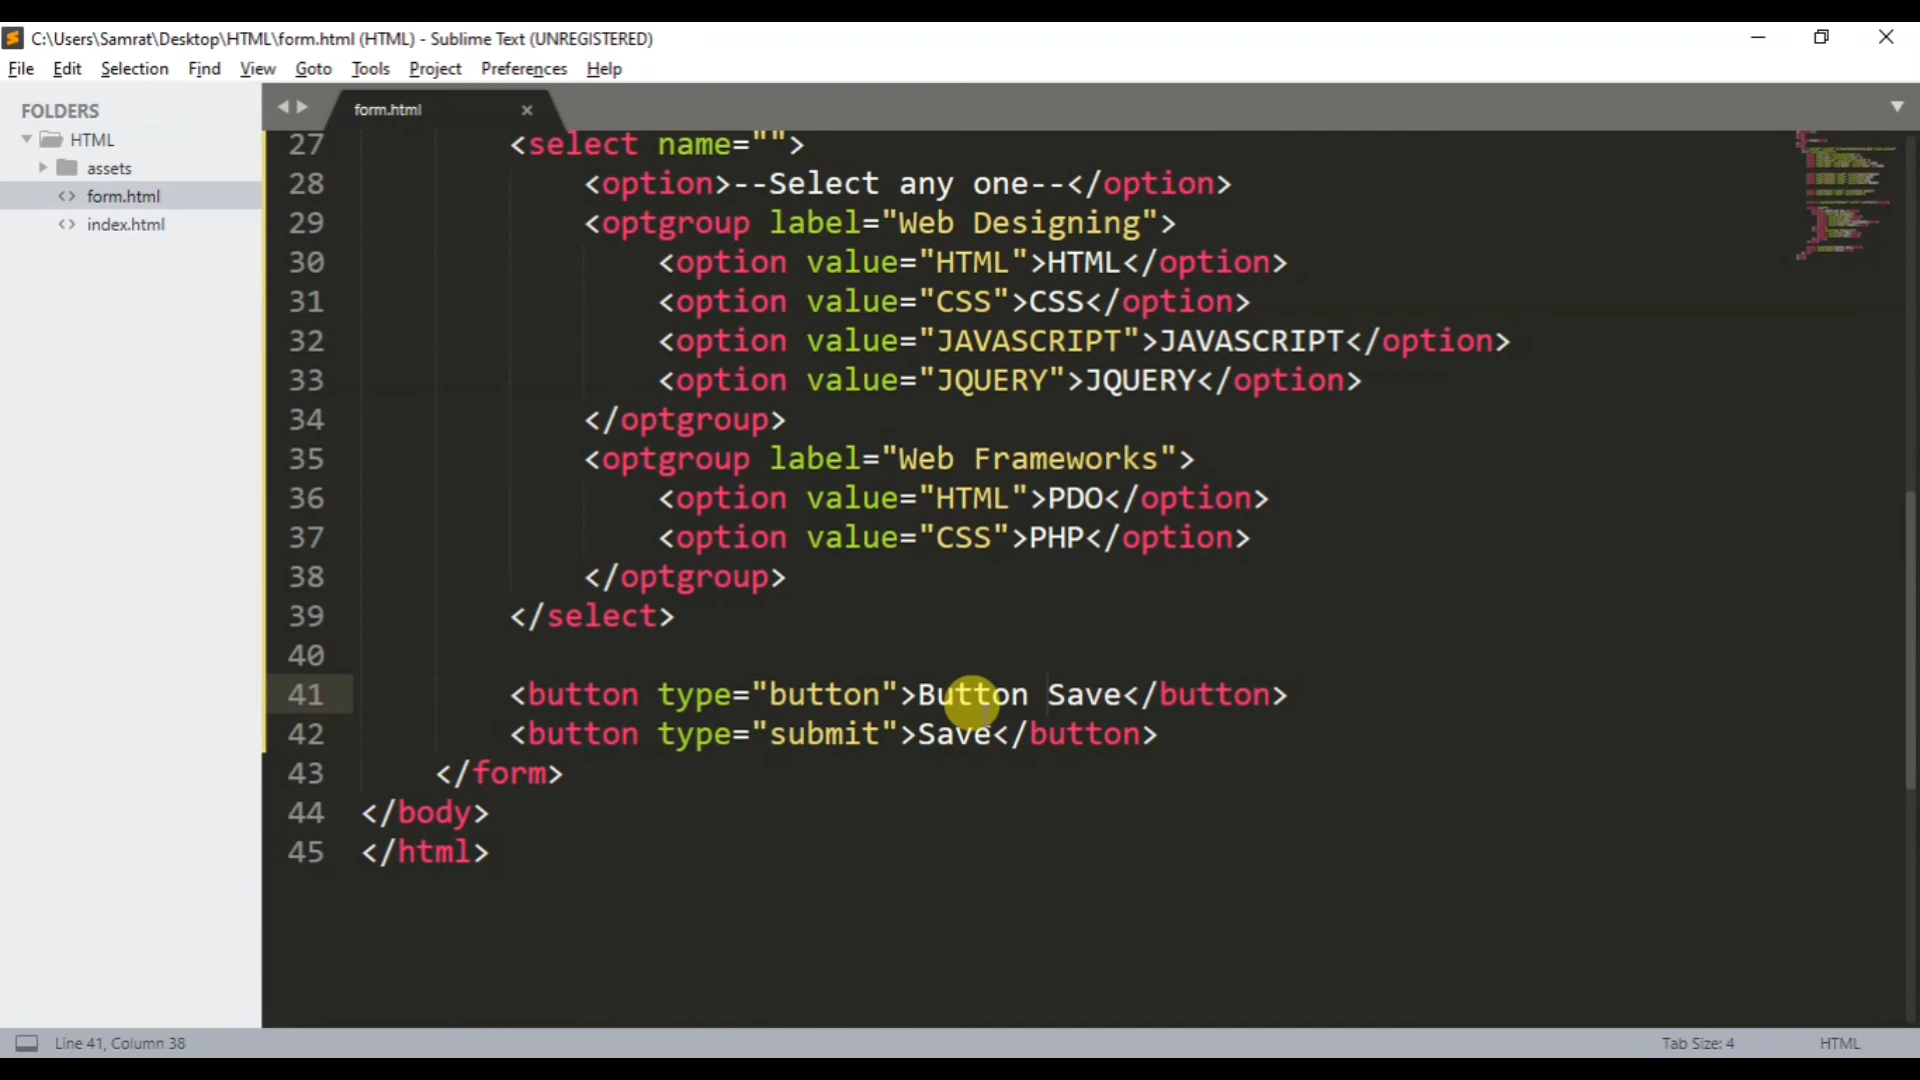 C:\Users\Samrat\Desktop\HTML\form.html (HTML) - Sublime Text (UNREGISTERED)
File Edit Selection Find View Goto Tools Project Preferences Help
FOLDERS
HTML
assets
form.html
index.html
form.html
27 <select name="">
28 <option>--Select any one--</option>
29 <optgroup label="Web Designing">
30 <option value="HTML">HTML</option>
31 <option value="CSS">CSS</option>
32 <option value="JAVASCRIPT">JAVASCRIPT</option>
33 <option value="JQUERY">JQUERY</option>
34 </optgroup>
35 <optgroup label="Web Frameworks">
36 <option value="HTML">PDO</option>
37 <option value="CSS">PHP</option>
38 </optgroup>
39 </select>
40
41 <button type="button">Button Save</button>
42 <button type="submit">Save</button>
43 </form>
44 </body>
45 </html>
Line 41, Column 38
Tab Size: 4
HTML